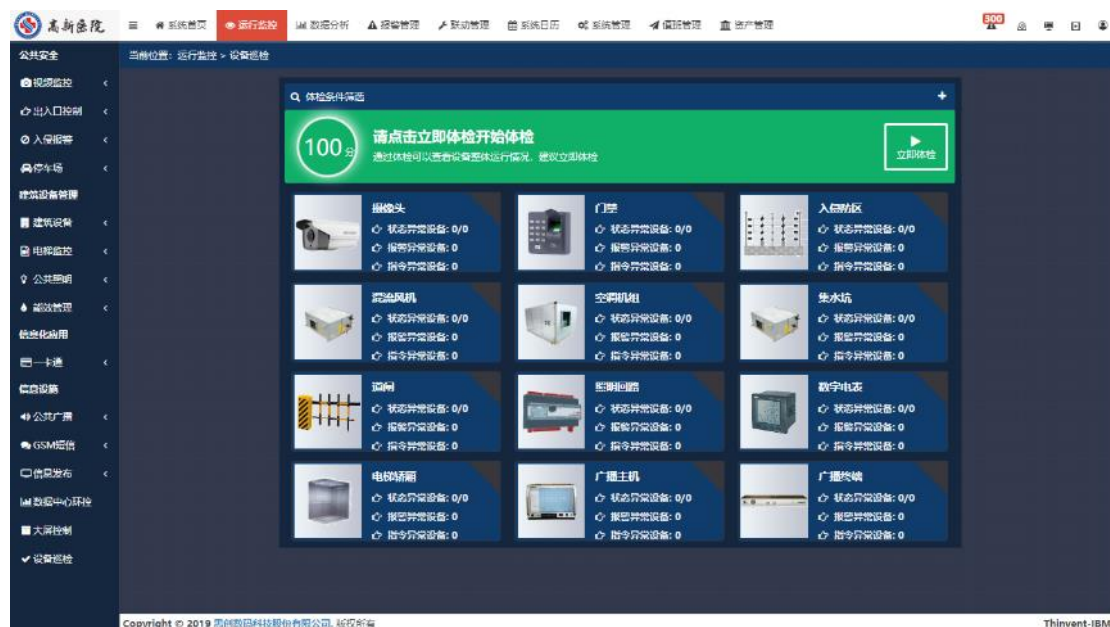 高新医院
系统首页 运行监控 数据分析 报警管理 联动管理 系统日历 系统管理 值班管理 资产管理 300
当前位置：运行监控 > 设备巡检
公共安全
视频监控
出入口控制
入侵报警
停车场
建筑设备管理
建筑设备
电梯监控
公共照明
能效管理
信息化应用
一卡通
信息设施
公共广播
GSM短信
信息发布
数据中心环控
大屏控制
设备巡检
体检条件筛选
100分
请点击立即体检开始体检
通过体检可以查看设备整体运行情况，建议立即体检
立即体检
摄像头
状态异常设备: 0/0
报警异常设备: 0
指令异常设备: 0
门禁
状态异常设备: 0/0
报警异常设备: 0
指令异常设备: 0
入侵防区
状态异常设备: 0/0
报警异常设备: 0
指令异常设备: 0
混流风机
状态异常设备: 0/0
报警异常设备: 0
指令异常设备: 0
空调机组
状态异常设备: 0/0
报警异常设备: 0
指令异常设备: 0
集水坑
状态异常设备: 0/0
报警异常设备: 0
指令异常设备: 0
道闸
状态异常设备: 0/0
报警异常设备: 0
指令异常设备: 0
照明回路
状态异常设备: 0/0
报警异常设备: 0
指令异常设备: 0
数字电表
状态异常设备: 0/0
报警异常设备: 0
指令异常设备: 0
电梯轿厢
状态异常设备: 0/0
报警异常设备: 0
指令异常设备: 0
广播主机
状态异常设备: 0/0
报警异常设备: 0
指令异常设备: 0
广播终端
状态异常设备: 0/0
报警异常设备: 0
指令异常设备: 0
Copyright © 2019 思创数码科技股份有限公司. 版权所有
Thinvent-IBM